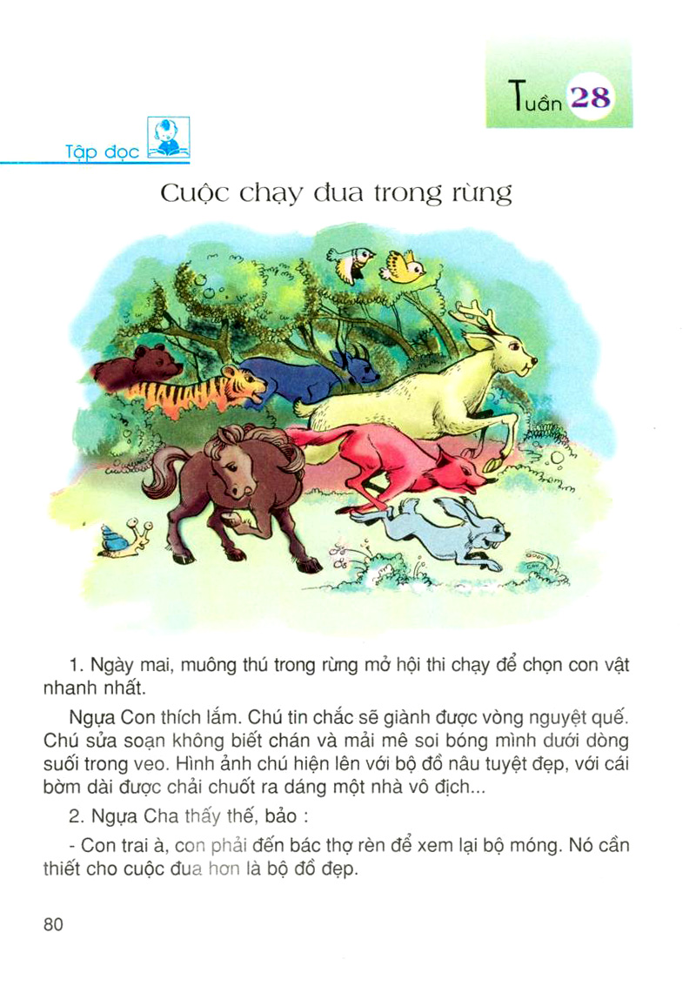 Tuần 28
Tập đọc
Cuộc chạy đua trong rừng
1. Ngày mai, muông thú trong rừng mở hội thi chạy để chọn con vật
nhanh nhất.
Ngựa Con thích lắm. Chú tin chắc sẽ giành được vòng nguyệt quế.
Chú sửa soạn không biết chán và mải mê soi bóng mình dưới dòng
suối trong veo. Hình ảnh chú hiện lên với bộ đồ nâu tuyệt đẹp, với cái
bờm dài được chải chuốt ra dáng một nhà vô địch...
2. Ngựa Cha thấy thế, bảo :
- Con trai à, con phải đến bác thợ rèn để xem lại bộ móng. Nó cần
thiết cho cuộc đua hơn là bộ đồ đẹp.
80